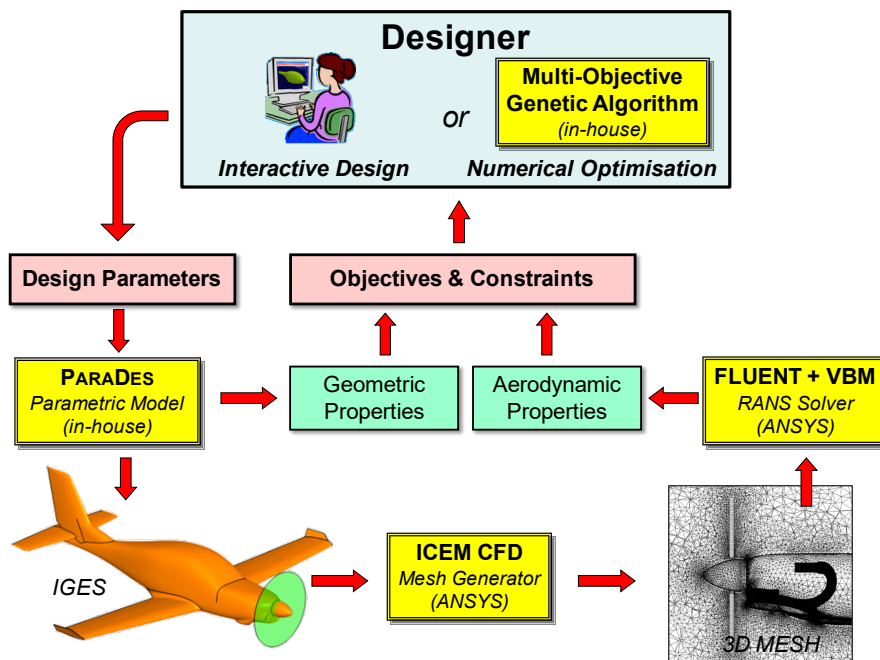 Designer
or
Multi-Objective
Genetic Algorithm
(in-house)
Interactive Design
Numerical Optimisation
Design Parameters
Objectives & Constraints
PARADES
Parametric Model
(in-house)
Geometric
Properties
Aerodynamic
Properties
FLUENT + VBM
RANS Solver
(ANSYS)
IGES
ICEM CFD
Mesh Generator
(ANSYS)
3D MESH